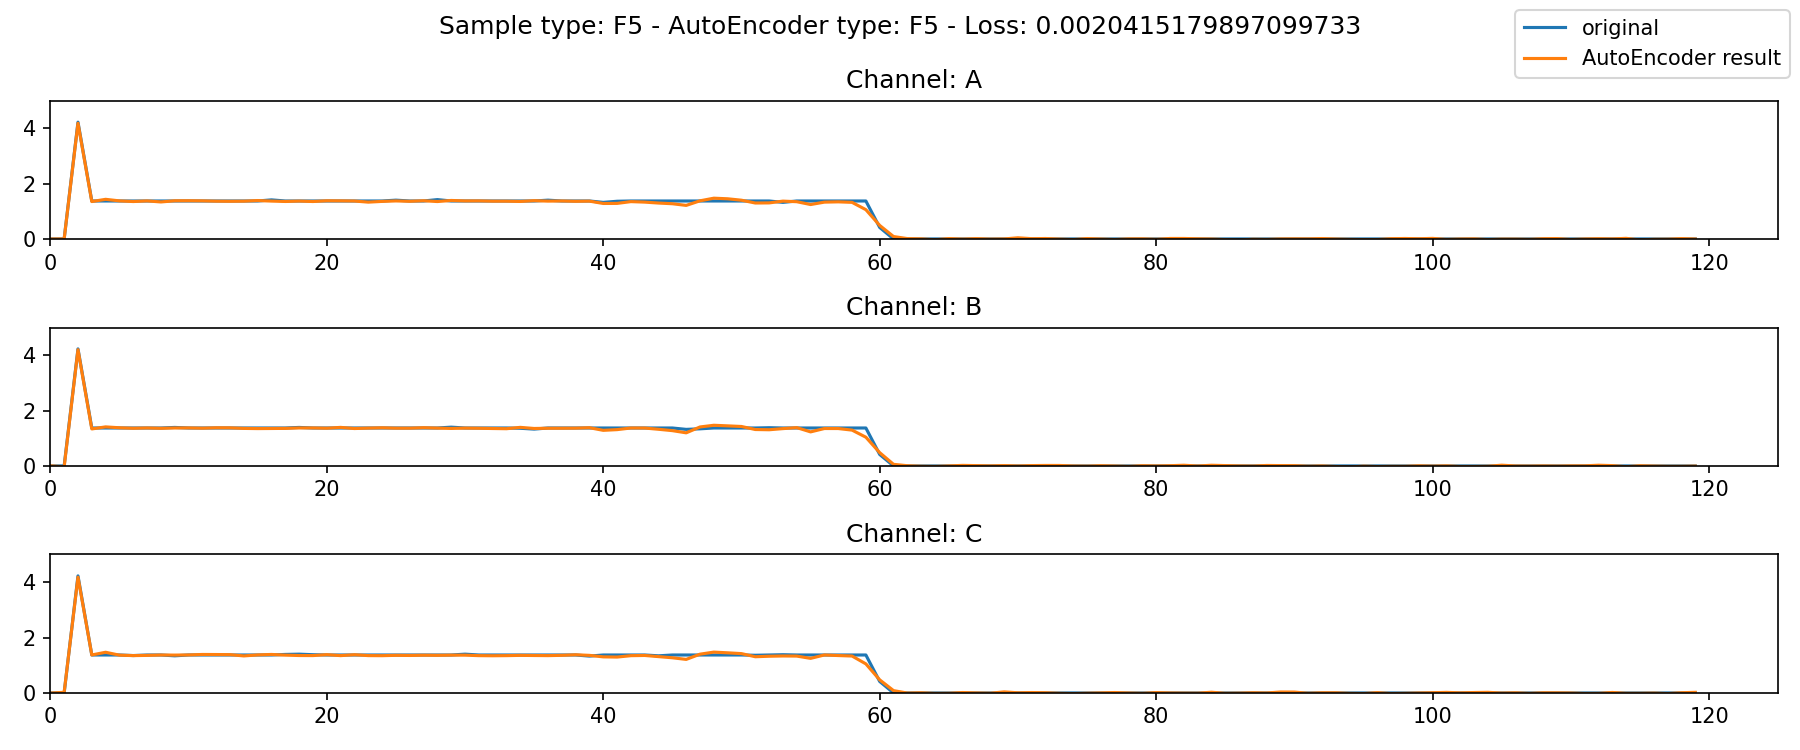 Sample type: F5 - AutoEncoder type: F5 - Loss: 0.0020415179897099733
original
AutoEncoder result
Channel: A
4
2
0
0 20 40 60 80 100 120
Channel: B
4
2
0
0 20 40 60 80 100 120
Channel: C
4
2
0
0 20 40 60 80 100 120